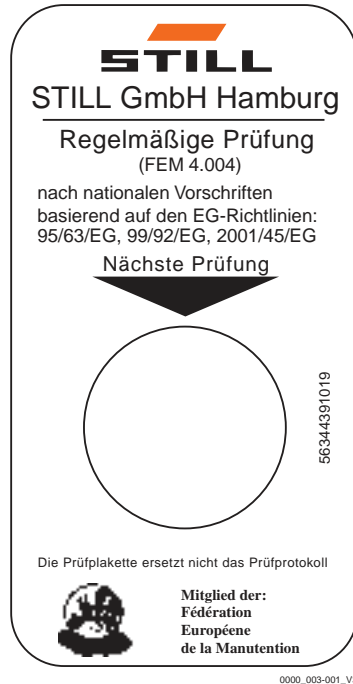 STILL
STILL GmbH Hamburg
Regelmäßige Prüfung
(FEM 4.004)
nach nationalen Vorschriften
basierend auf den EG-Richtlinien:
95/63/EG, 99/92/EG, 2001/45/EG
Nächste Prüfung
56344391019
Die Prüfplakette ersetzt nicht das Prüfprotokoll
Mitglied der:
Fédération
Européene
de la Manutention
0000_003-001_V